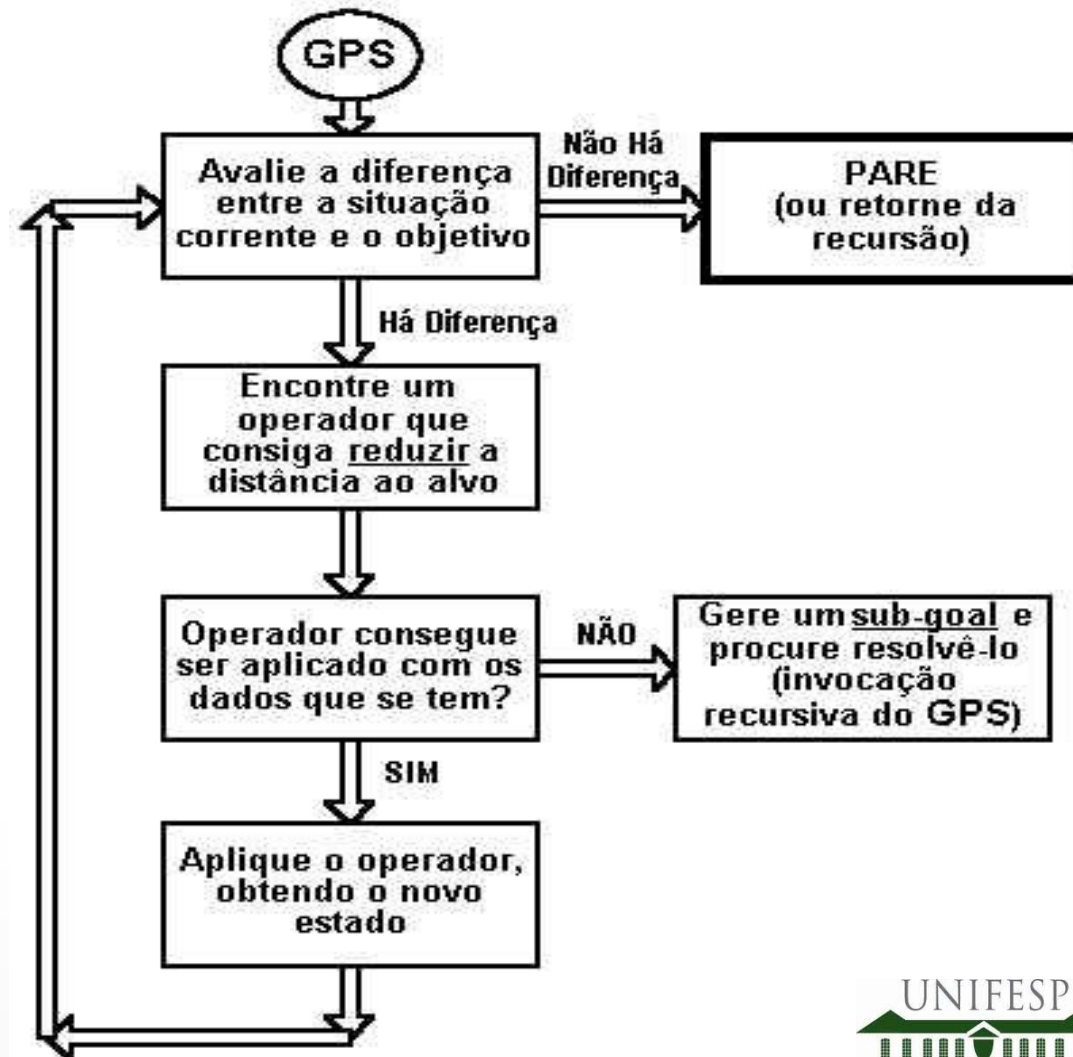 GPS
Avalie a diferença
entre a situação
corrente e o objetivo
Não Há
Diferença
PARE
(ou retorne da
recursão)
Há Diferença
Encontre um
operador que
consiga reduzir a
distância ao alvo
Operador consegue
ser aplicado com os
dados que se tem?
NÃO
Gere um sub-goal e
procure resolvê-lo
(invocação
recursiva do GPS)
SIM
Aplique o operador,
obtendo o novo
estado
UNIFESP